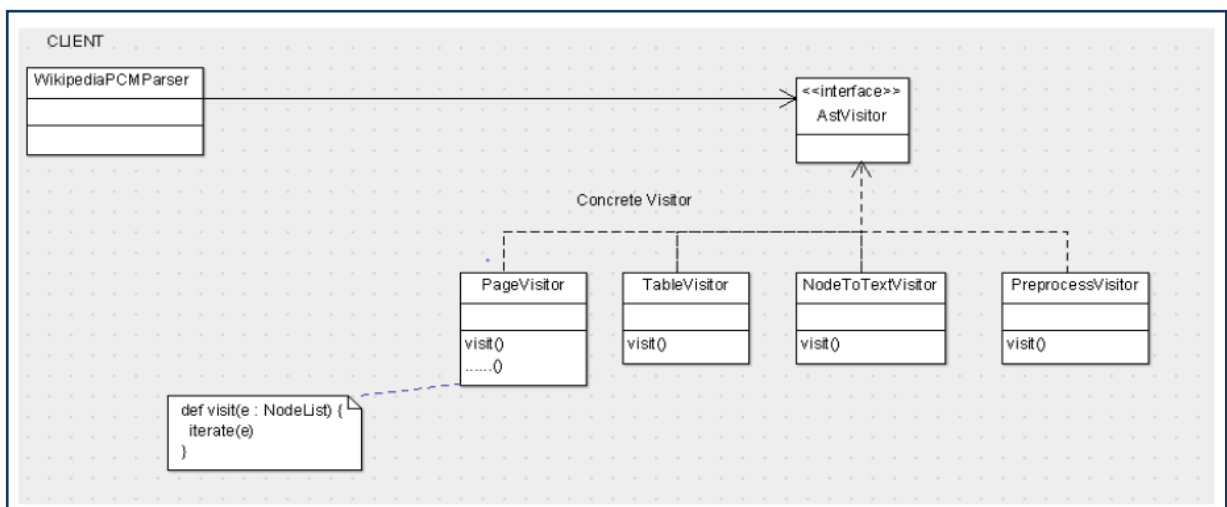 CLIENT
WikipediaPCMParser
<<interface>>
AstVisitor
Concrete Visitor
PageVisitor
visit()
......()
TableVisitor
visit()
NodeToTextVisitor
visit()
PreprocessVisitor
visit()
def visit(e : NodeList) {
iterate(e)
}